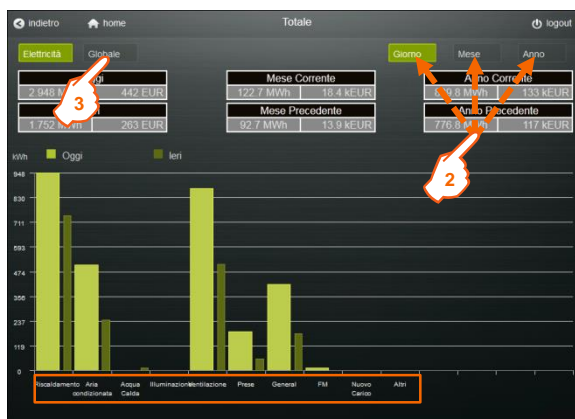 indietro home Totale logout
Elettricità Globale Giorno Mese Anno
Mese Corrente Anno Corrente
2.948 442 EUR 122.7 MWh 18.4 kEUR 133 kEUR
Mese Precedente Anno Precedente
1.752 263 EUR 92.7 MWh 13.9 kEUR 776.8 MWh 117 kEUR
3
2
kWh Oggi Ieri
948
830
711
593
474
356
237
119
0
Riscaldamento Aria condizionata Acqua Calda Illuminazione Ventilazione Prese General FM Nuovo Carico Altri